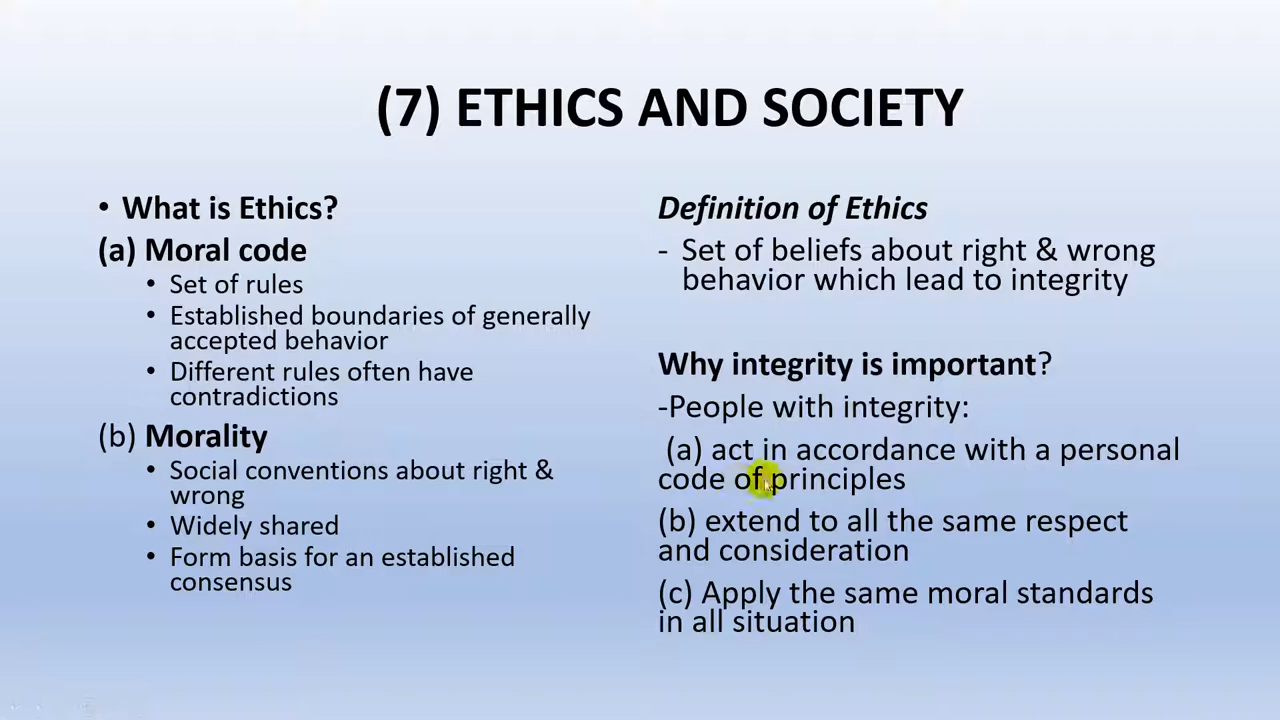 (7) ETHICS AND SOCIETY
• What is Ethics?
(a) Moral code
• Set of rules
• Established boundaries of generally
accepted behavior
• Different rules often have
contradictions
(b) Morality
• Social conventions about right &
wrong
• Widely shared
• Form basis for an established
consensus
Definition of Ethics
- Set of beliefs about right & wrong
behavior which lead to integrity
Why integrity is important?
-People with integrity:
(a) act in accordance with a personal
code of principles
(b) extend to all the same respect
and consideration
(c) Apply the same moral standards
in all situation